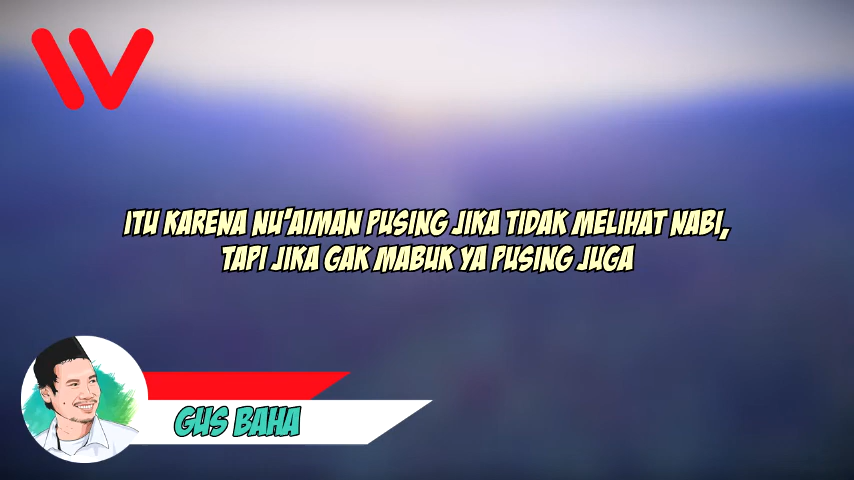 ITU KARENA NU'AIMAN PUSING JIKA TIDAK MELIHAT NABI,
TAPI JIKA GAK MABUK YA PUSING JUGA
GUS BAHA